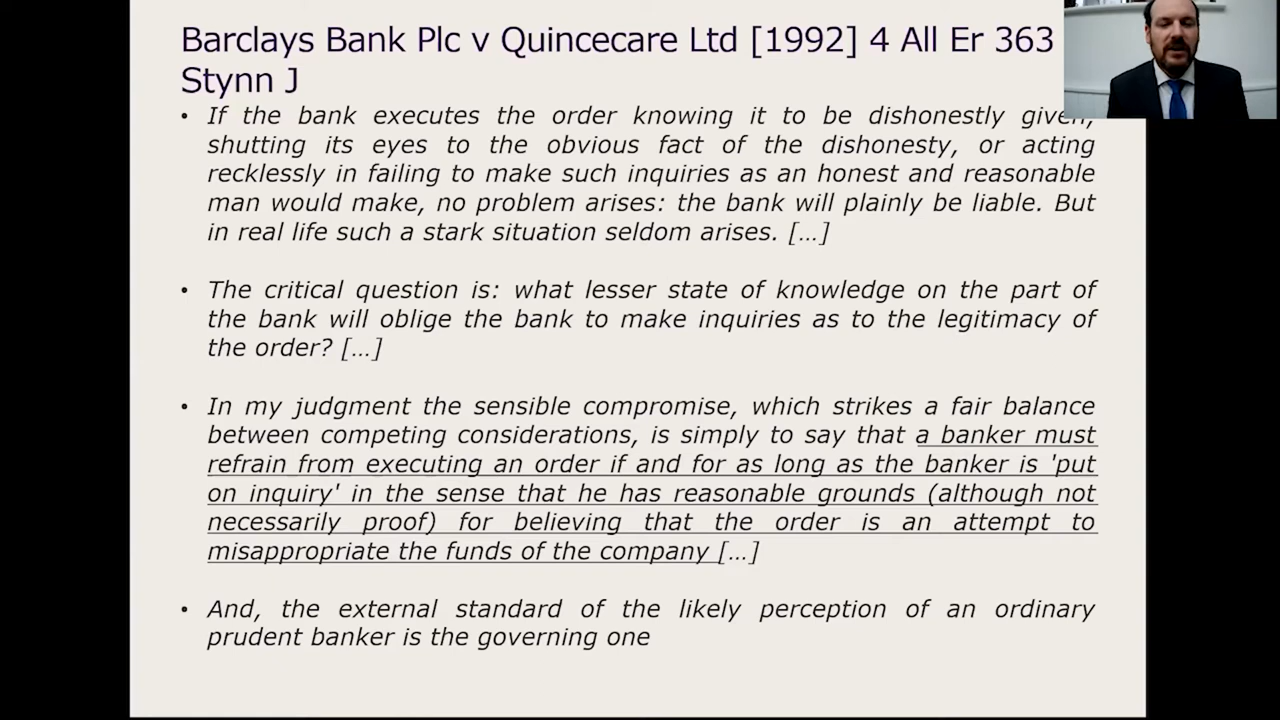 Barclays Bank Plc v Quincecare Ltd [1992] 4 All Er 363
Stynn J
• If the bank executes the order knowing it to be dishonestly given,
shutting its eyes to the obvious fact of the dishonesty, or acting
recklessly in failing to make such inquiries as an honest and reasonable
man would make, no problem arises: the bank will plainly be liable. But
in real life such a stark situation seldom arises. […]
• The critical question is: what lesser state of knowledge on the part of
the bank will oblige the bank to make inquiries as to the legitimacy of
the order? […]
• In my judgment the sensible compromise, which strikes a fair balance
between competing considerations, is simply to say that a banker must
refrain from executing an order if and for as long as the banker is 'put
on inquiry' in the sense that he has reasonable grounds (although not
necessarily proof) for believing that the order is an attempt to
misappropriate the funds of the company […]
• And, the external standard of the likely perception of an ordinary
prudent banker is the governing one